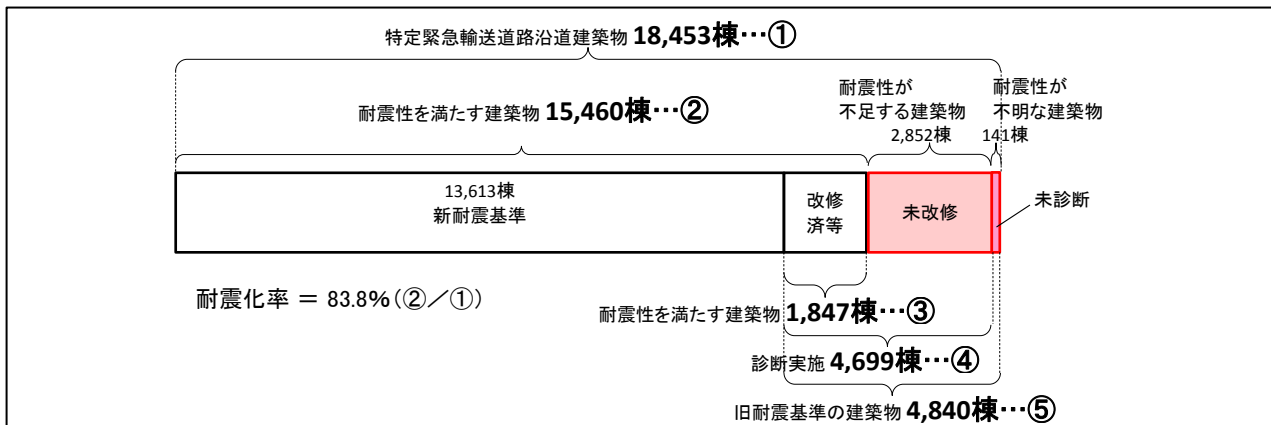 特定緊急輸送道路沿道建築物 18,453棟…①
耐震性を満たす建築物 15,460棟…②
耐震性が
不足する建築物
2,852棟
耐震性が
不明な建築物
141棟
13,613棟
新耐震基準
改修
済等
未改修
未診断
耐震化率 = 83.8%(②/①)
耐震性を満たす建築物 1,847棟…③
診断実施 4,699棟…④
旧耐震基準の建築物 4,840棟…⑤